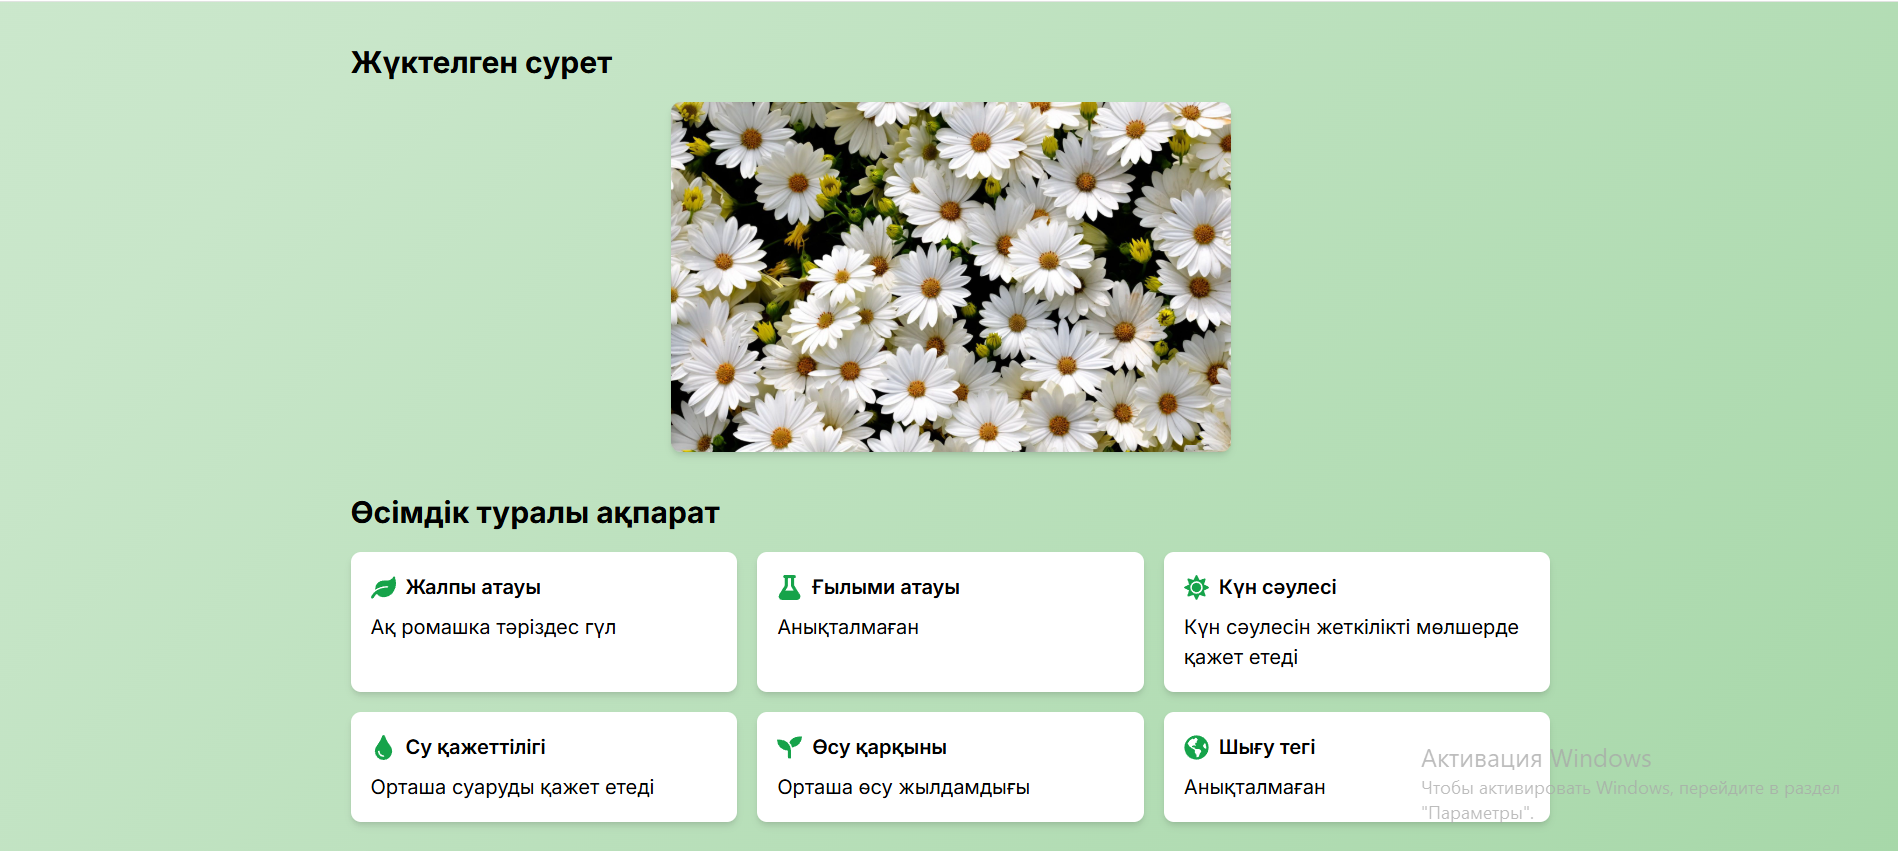 Жүктелген сурет
Өсімдік туралы ақпарат
Жалпы атауы
Ақ ромашка тәріздес гүл
Ғылыми атауы
Анықталмаған
Күн сәулесі
Күн сәулесін жеткілікті мөлшерде
қажет етеді
Су қажеттілігі
Орташа суаруды қажет етеді
Өсу қарқыны
Орташа өсу жылдамдығы
Шығу тегі
Анықталмаған
Активация Windows
Чтобы активировать Windows, перейдите в раздел
"Параметры".